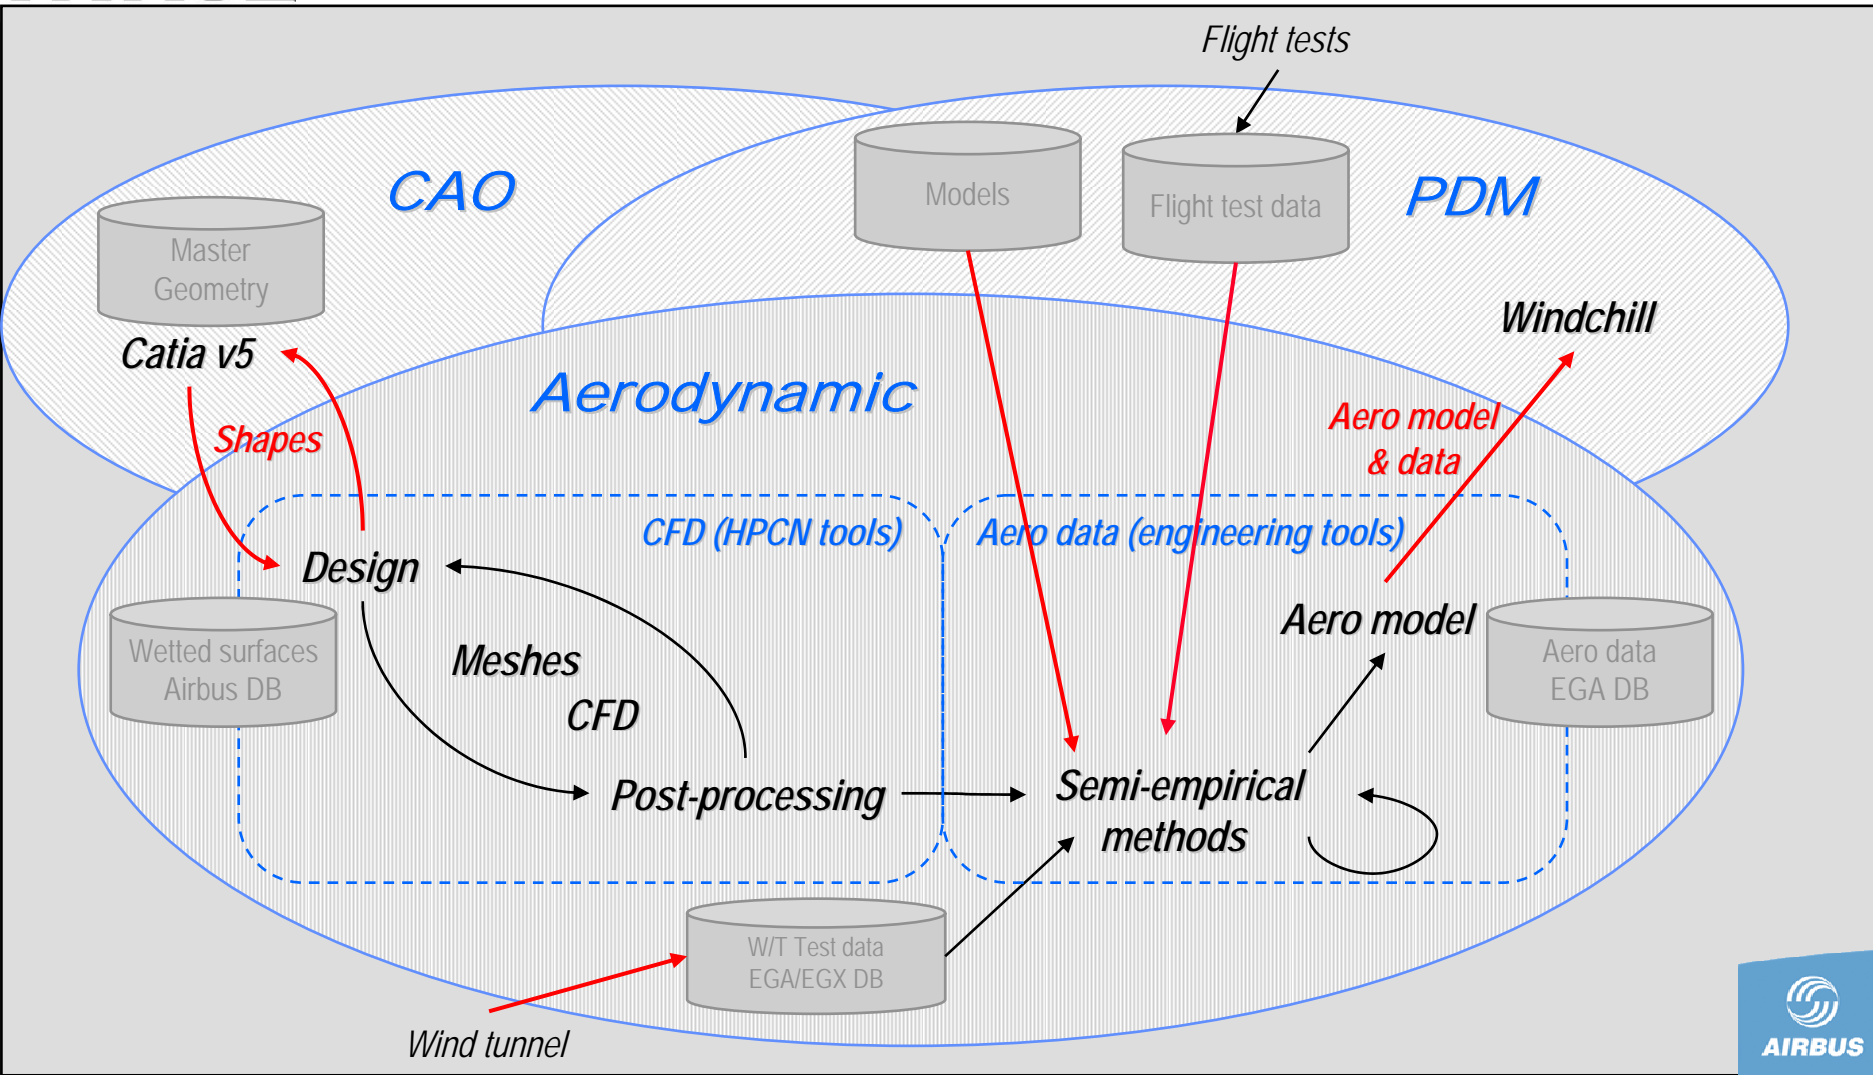 Flight tests
CAO
Models
Flight test data
PDM
Master
Geometry
Catia v5
Windchill
Aerodynamic
Shapes
Aero model
& data
CFD (HPCN tools)
Aero data (engineering tools)
Design
Aero model
Wetted surfaces
Airbus DB
Meshes
CFD
Aero data
EGA DB
Post-processing
Semi-empirical
methods
W/T Test data
EGA/EGX DB
Wind tunnel
AIRBUS